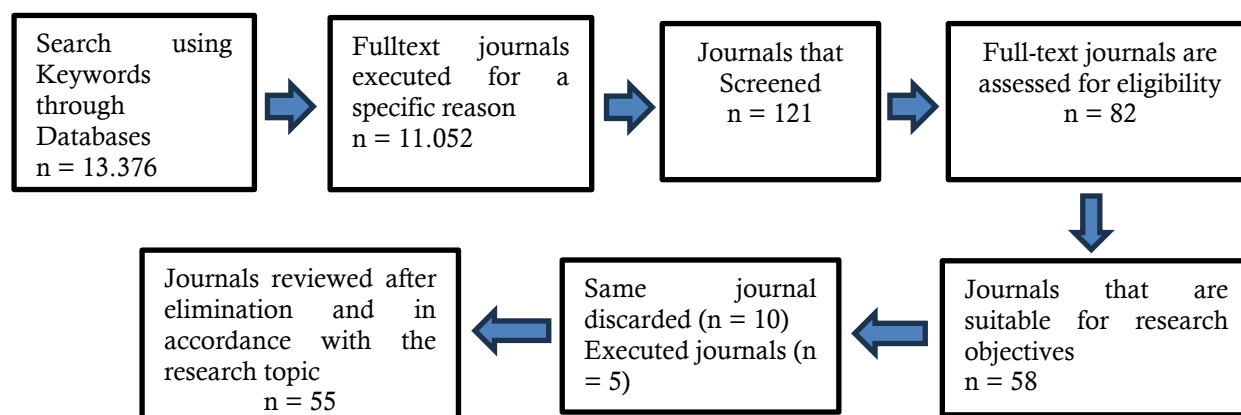 Search using
Keywords
through
Databases
n = 13.376
Fulltext journals
executed for a
specific reason
n = 11.052
Journals that
Screened
n = 121
Full-text journals are
assessed for eligibility
n = 82
Journals that are
suitable for research
objectives
n = 58
Same journal
discarded (n = 10)
Executed journals (n
= 5)
Journals reviewed after
elimination and in
accordance with the
research topic
n = 55